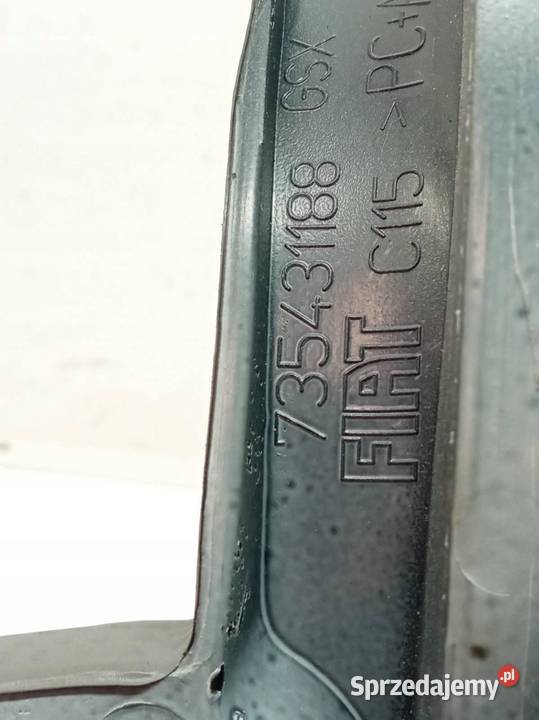 735431188 GSX
FIAT C115 >PC+
Sprzedajemy.pl